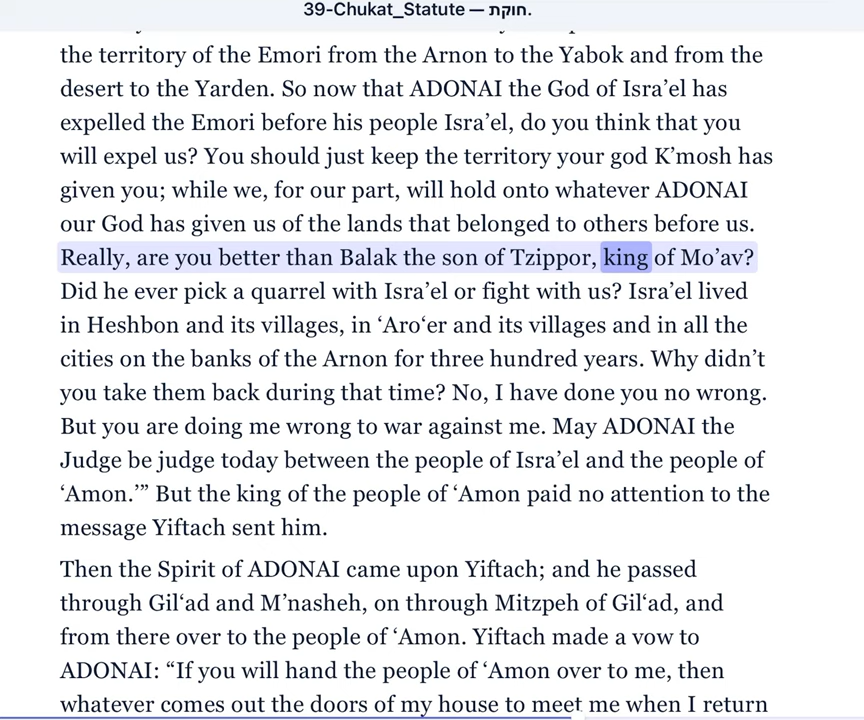 39-Chukat_Statute — חוקת.
the territory of the Emori from the Arnon to the Yabok and from the
desert to the Yarden. So now that ADONAI the God of Isra’el has
expelled the Emori before his people Isra’el, do you think that you
will expel us? You should just keep the territory your god K’mosh has
given you; while we, for our part, will hold onto whatever ADONAI
our God has given us of the lands that belonged to others before us.
Really, are you better than Balak the son of Tzippor, king of Mo’av?
Did he ever pick a quarrel with Isra’el or fight with us? Isra’el lived
in Heshbon and its villages, in ‘Aro‘er and its villages and in all the
cities on the banks of the Arnon for three hundred years. Why didn’t
you take them back during that time? No, I have done you no wrong.
But you are doing me wrong to war against me. May ADONAI the
Judge be judge today between the people of Isra’el and the people of
‘Amon.’” But the king of the people of ‘Amon paid no attention to the
message Yiftach sent him.
Then the Spirit of ADONAI came upon Yiftach; and he passed
through Gil‘ad and M’nasheh, on through Mitzpeh of Gil‘ad, and
from there over to the people of ‘Amon. Yiftach made a vow to
ADONAI: “If you will hand the people of ‘Amon over to me, then
whatever comes out the doors of my house to meet me when I return